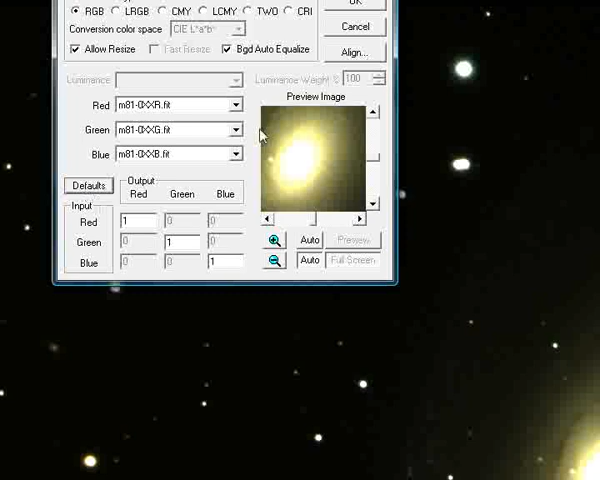 RGB LRGB CMY LCMY TWO CRI
OK
Conversion color space CIE L*a*b*
Cancel
Allow Resize Fast Resize Bgd Auto Equalize
Align...
Luminance Luminance Weight % 100
Preview Image
Red m81-0XXR.fit
Green m81-0XXG.fit
Blue m81-0XXB.fit
Defaults Output
Red Green Blue
Input
Red 1 0 0
Green 0 1 0
Blue 0 0 1
Auto Preview
Auto Full Screen